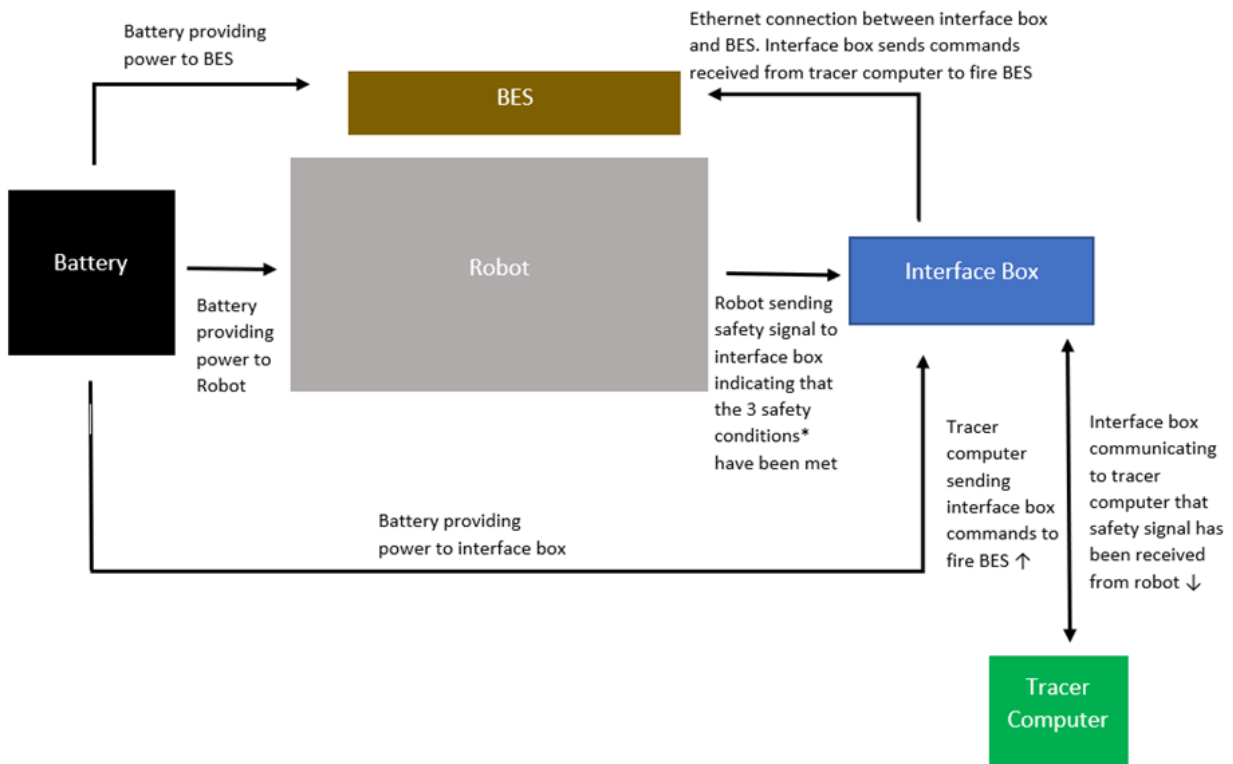 Battery providing
power to BES
Ethernet connection between interface box
and BES. Interface box sends commands
received from tracer computer to fire BES
BES
Battery
Robot
Interface Box
Battery
providing
power to
Robot
Robot sending
safety signal to
interface box
indicating that
the 3 safety
conditions*
have been met
Tracer
computer
sending
interface box
commands to
fire BES ↑
Interface box
communicating
to tracer
computer that
safety signal has
been received
from robot ↓
Battery providing
power to interface box
Tracer
Computer